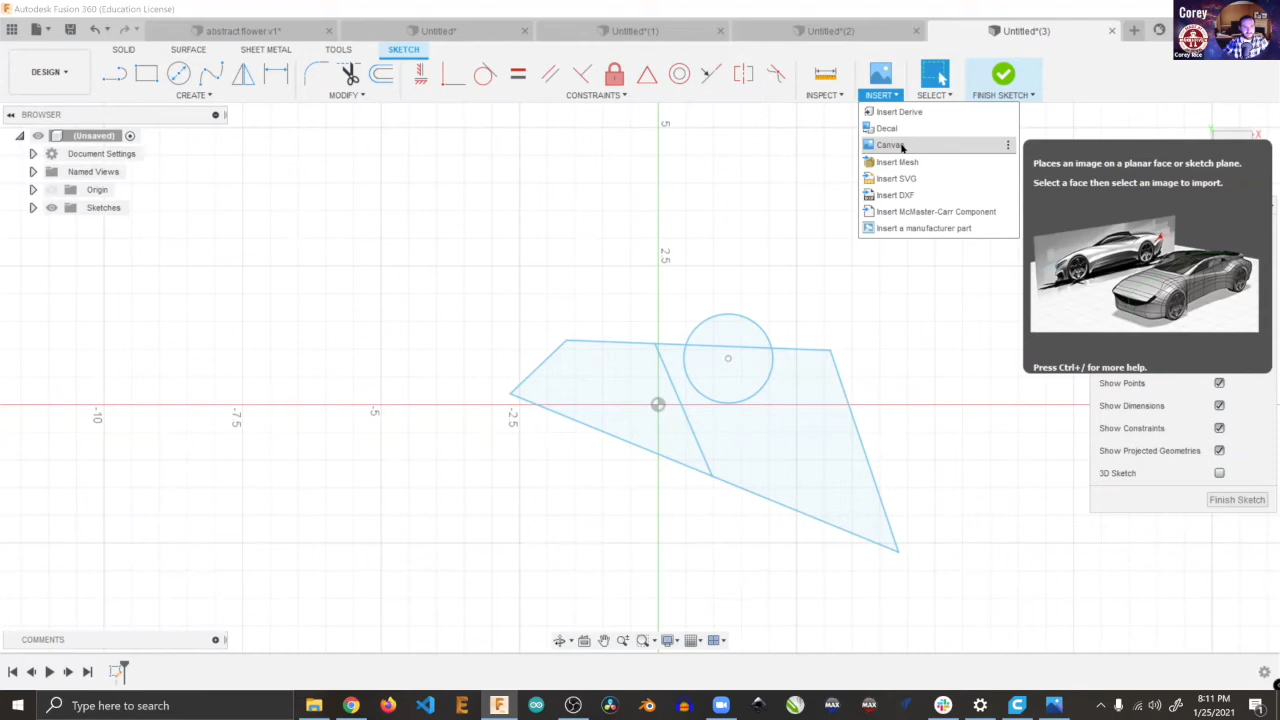 Autodesk Fusion 360 (Education License)
Corey
Corey Rice
abstract flower v1*
Untitled*
Untitled*(1)
Untitled*(2)
Untitled*(3)
SOLID
SURFACE
SHEET METAL
TOOLS
SKETCH
DESIGN
CREATE
MODIFY
CONSTRAINTS
INSPECT
INSERT
SELECT
FINISH SKETCH
BROWSER
(Unsaved)
Document Settings
Named Views
Origin
Sketches
Insert Derive
Decal
Canvas
Insert Mesh
Insert SVG
Insert DXF
Insert McMaster-Carr Component
Insert a manufacturer part
X
Places an image on a planar face or sketch plane.
Select a face then select an image to import.
Press Ctrl+/ for more help.
5
2.5
-10
-7.5
-5
-2.5
Show Points
Show Dimensions
Show Constraints
Show Projected Geometries
3D Sketch
Finish Sketch
COMMENTS
Type here to search
MAX
MAX
8:11 PM
1/25/2021